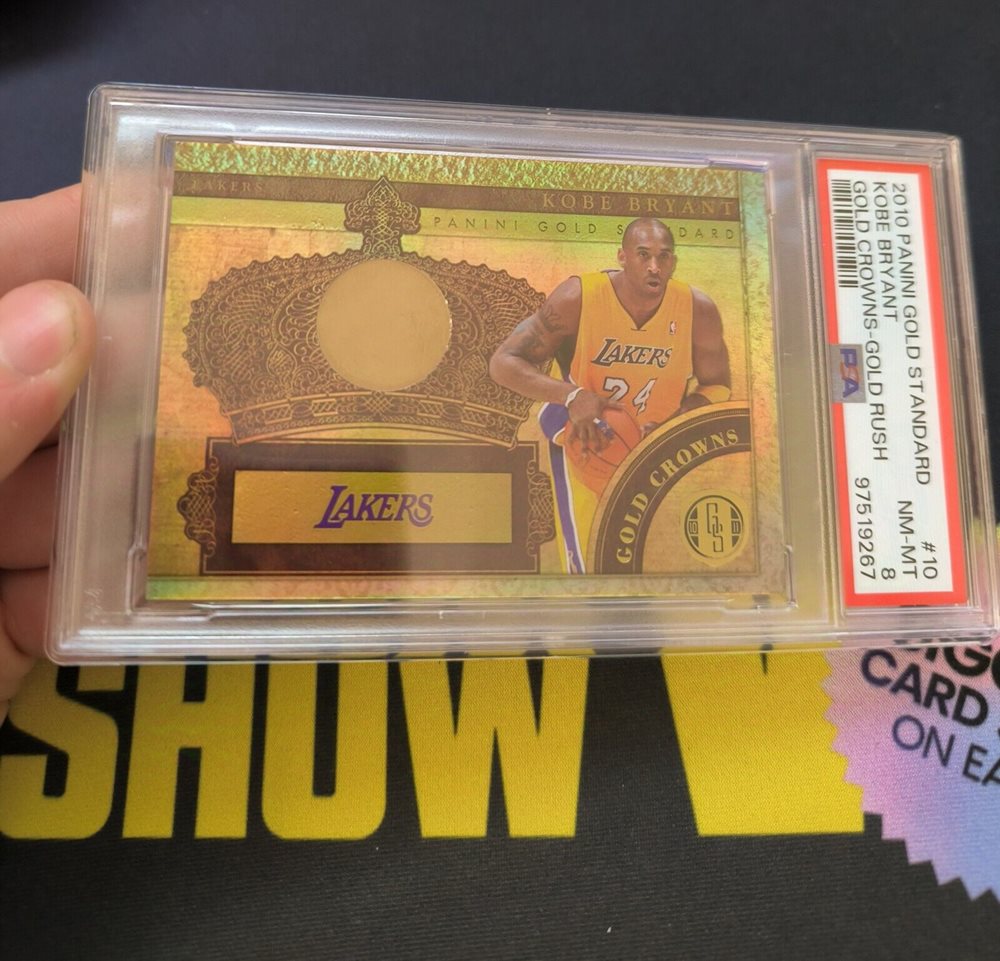 LAKERS
KOBE BRYANT
PANINI GOLD STANDARD
LAKERS
24
LAKERS
GOLD CROWNS
GS
2010 PANINI GOLD STANDARD #10
KOBE BRYANT NM-MT
GOLD CROWNS-GOLD RUSH 8
97519267
PSA
SHOW
CARD
ON EA